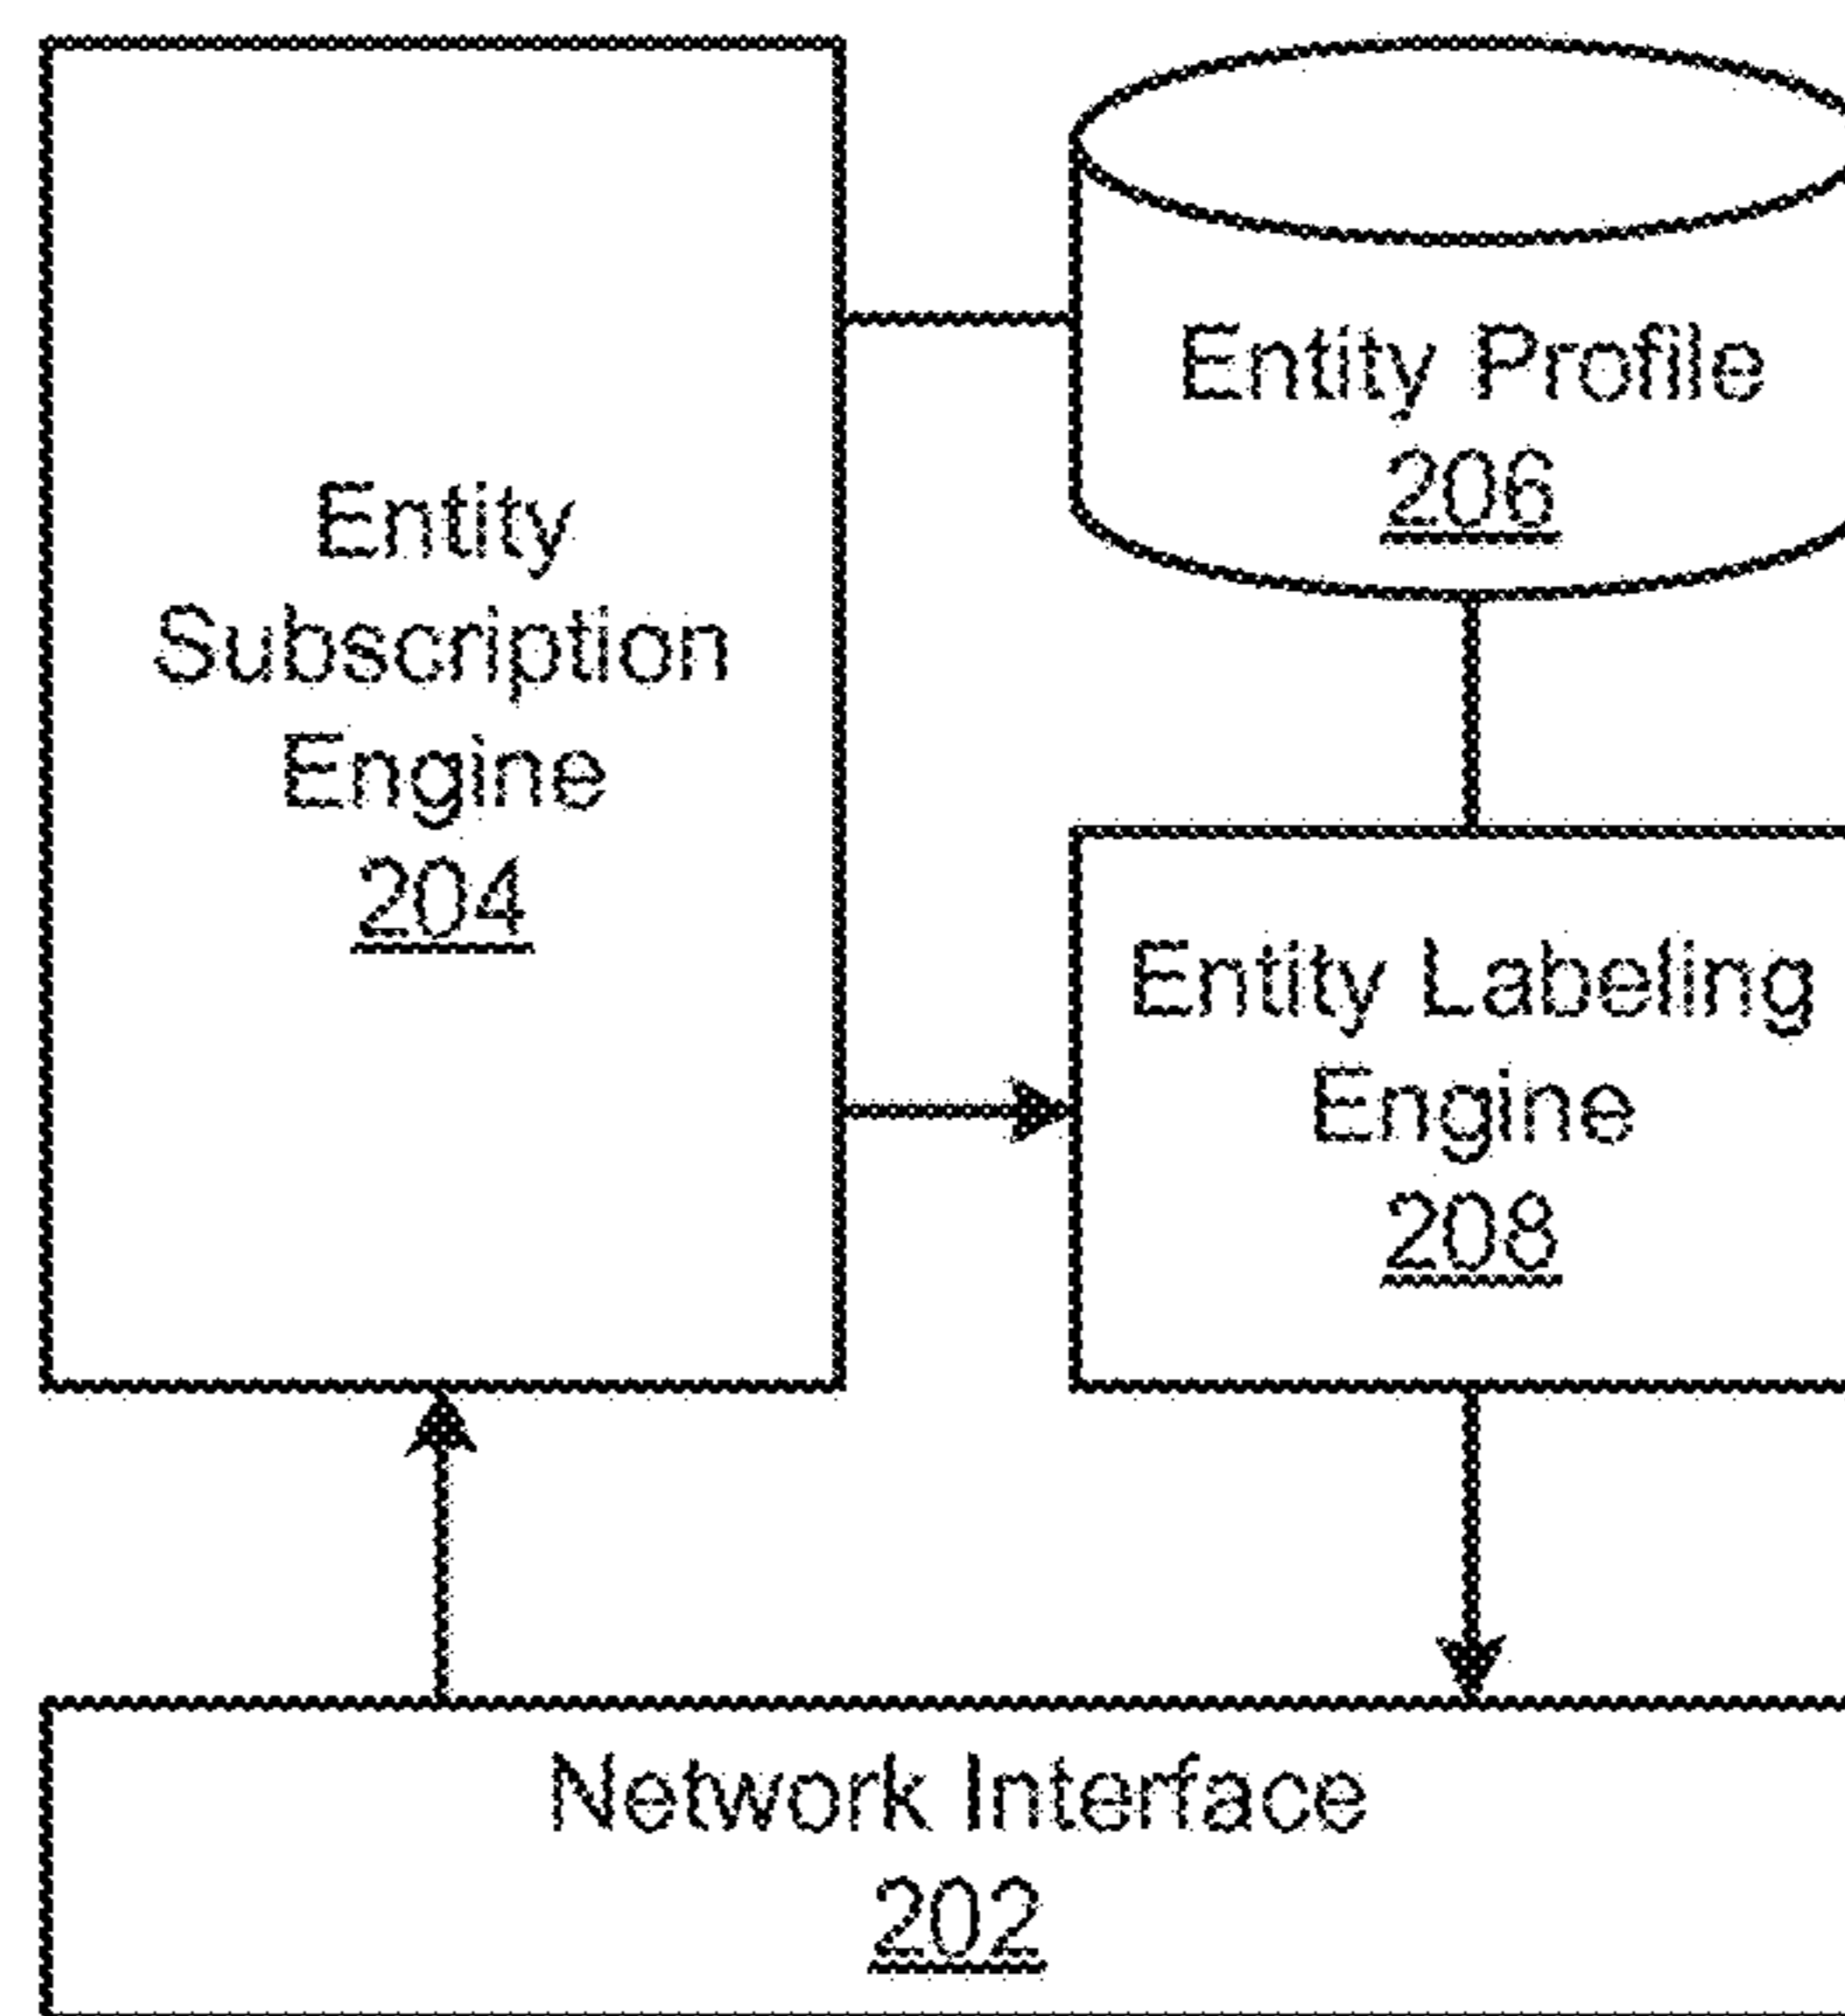 Entity
Subscription
Engine
204
Entity Profile
206
Entity Labeling
Engine
208
Network Interface
202